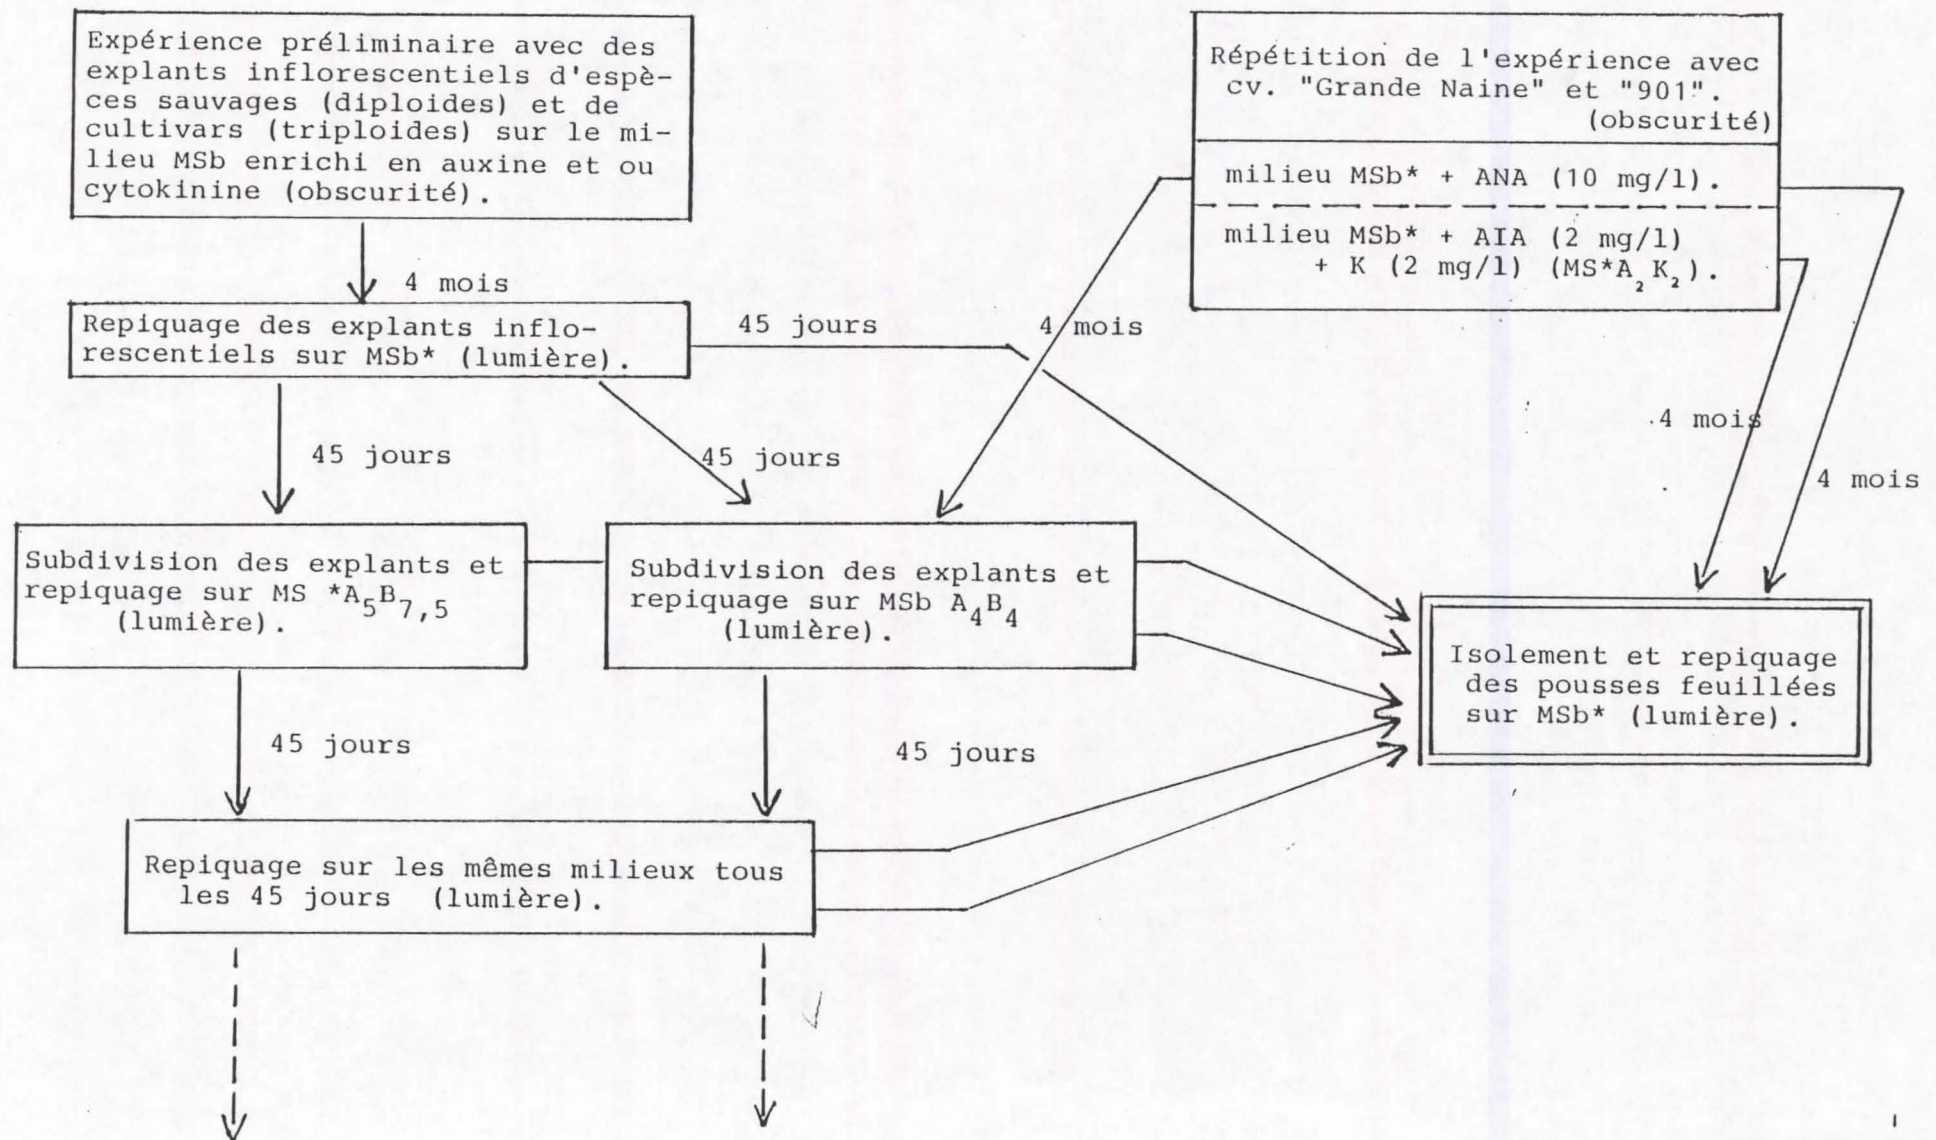 Expérience préliminaire avec des
explants inflorescentiels d'espè-
ces sauvages (diploides) et de
cultivars (triploides) sur le mi-
lieu MSb enrichi en auxine et ou
cytokinine (obscurité).
Répétition de l'expérience avec
cv. "Grande Naine" et "901".
(obscurité)
milieu MSb* + ANA (10 mg/l).
milieu MSb* + AIA (2 mg/l)
+ K (2 mg/l) (MS*A₂K₂).
4 mois
Repiquage des explants inflo-
rescentiels sur MSb* (lumière).
45 jours
4 mois
4 mois
4 mois
45 jours
45 jours
Subdivision des explants et
repiquage sur MS *A₅B₇,₅
(lumière).
Subdivision des explants et
repiquage sur MSb A₄B₄
(lumière).
Isolement et repiquage
des pousses feuillées
sur MSb* (lumière).
45 jours
45 jours
Repiquage sur les mêmes milieux tous
les 45 jours (lumière).